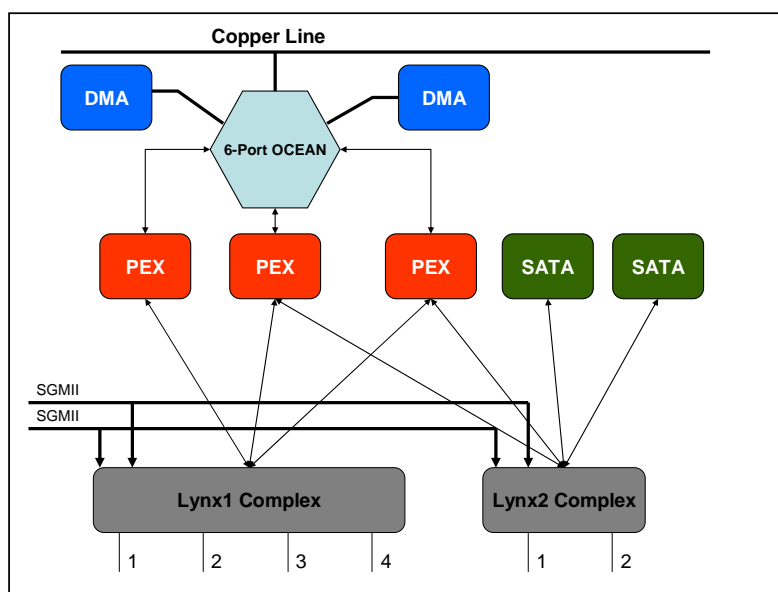 Copper Line
DMA
DMA
6-Port OCEAN
PEX
PEX
PEX
SATA
SATA
SGMII
SGMII
Lynx1 Complex
Lynx2 Complex
1
2
3
4
1
2